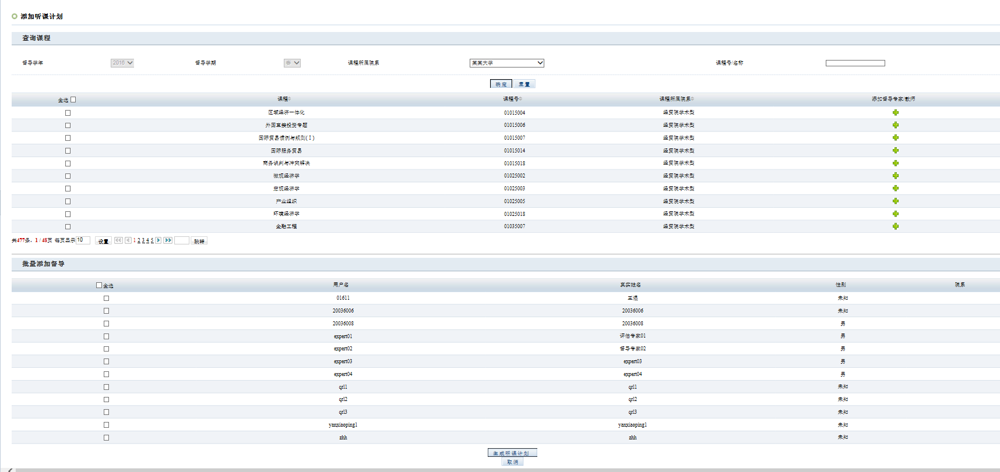 添加听课计划
查询课程
督导学年 2016 督导学期 春 课程所属院系 某某大学 课程号/名称
确定 重置
全选 课程 课程号 课程所属院系 添加督导专家/教师
区域经济一体化 01015004 经贸院学术型
外国直接投资专题 01015006 经贸院学术型
国际贸易惯例与规则(Ⅰ) 01015007 经贸院学术型
国际服务贸易 01015014 经贸院学术型
商务谈判与冲突解决 01015018 经贸院学术型
微观经济学 01025002 经贸院学术型
宏观经济学 01025003 经贸院学术型
产业组织 01025005 经贸院学术型
环境经济学 01025018 经贸院学术型
金融工程 01035007 经贸院学术型
共477条，1 / 48页 每页显示 10 设置 1 2 3 4 5 跳转
批量添加督导
全选 用户名 真实姓名 性别 院系
01611 王煜 未知
20036006 20036006 未知
20036008 20036008 男
expert01 评估专家01 男
expert02 督导专家02 男
expert03 expert03 男
expert04 expert04 男
qrl1 qrl1 未知
qrl2 qrl2 未知
qrl3 qrl3 未知
yanxiaoping1 yanxiaoping1 未知
zhh zhh 未知
生成听课计划
取消